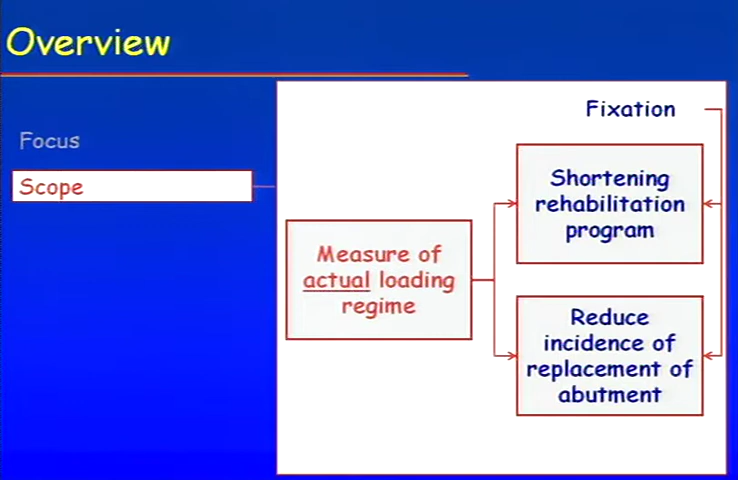 Overview
Focus
Scope
Fixation
Shortening
rehabilitation
program
Measure of
actual loading
regime
Reduce
incidence of
replacement of
abutment